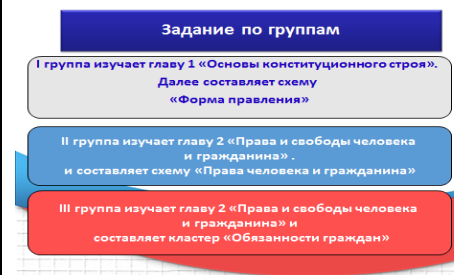 Задание по группам
I группа изучает главу 1 «Основы конституционного строя».
Далее составляет схему
«Форма правления»
II группа изучает главу 2 «Права и свободы человека
и гражданина» .
и составляет схему «Права человека и гражданина»
III группа изучает главу 2 «Права и свободы человека
и гражданина» и
составляет кластер «Обязанности граждан»